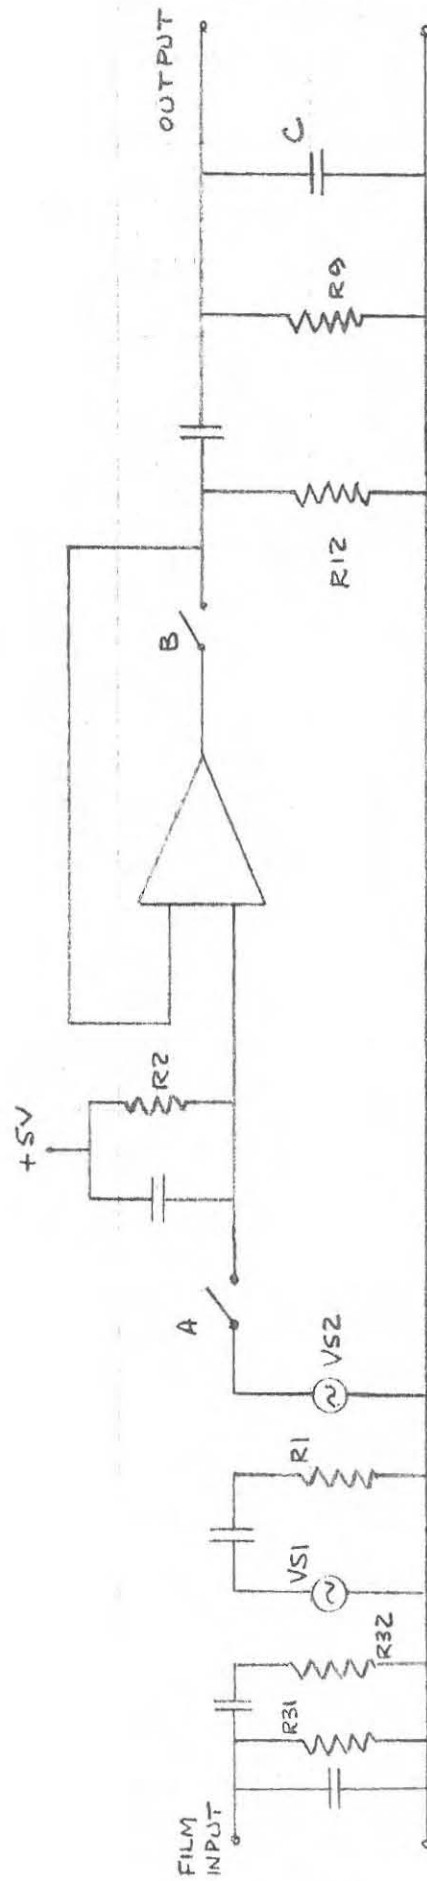 FILM
INPUT
R31
R32
VS1
R1
VS2
A
+5V
R2
B
R12
R9
C
OUTPUT